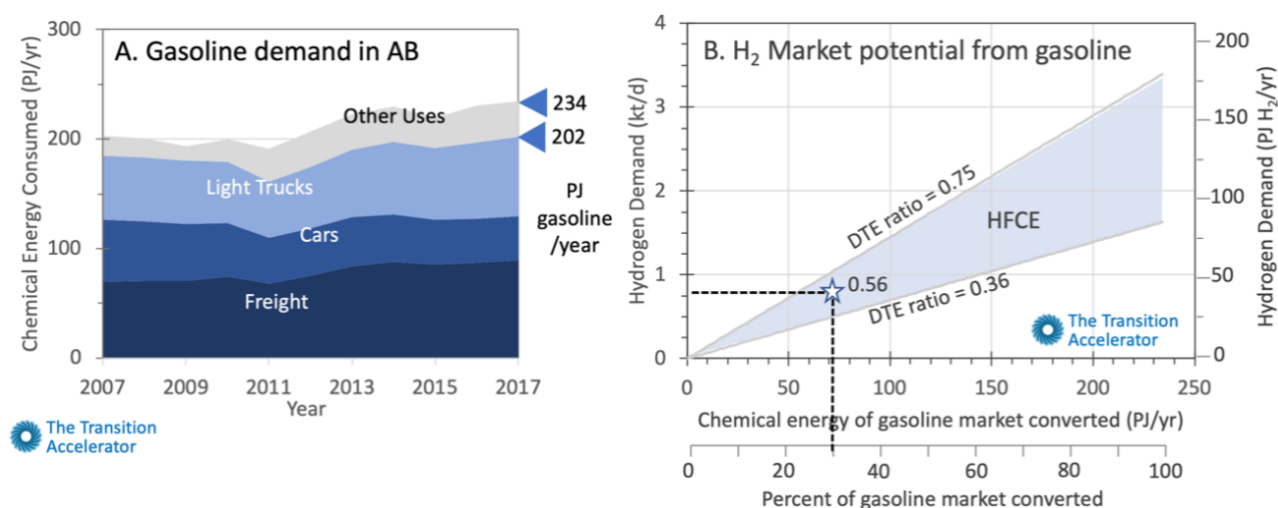 A. Gasoline demand in AB
Chemical Energy Consumed (PJ/yr)
300
200
100
0
Other Uses
Light Trucks
Cars
Freight
234
202
PJ
gasoline
/year
2007
2009
2011
2013
2015
2017
Year
The Transition
Accelerator
B. H₂ Market potential from gasoline
Hydrogen Demand (kt/d)
4
3
2
1
0
DTE ratio = 0.75
HFCE
0.56
DTE ratio = 0.36
The Transition
Accelerator
200
150
100
50
0
Hydrogen Demand (PJ H₂/yr)
0
50
100
150
200
250
Chemical energy of gasoline market converted (PJ/yr)
0
20
40
60
80
100
Percent of gasoline market converted